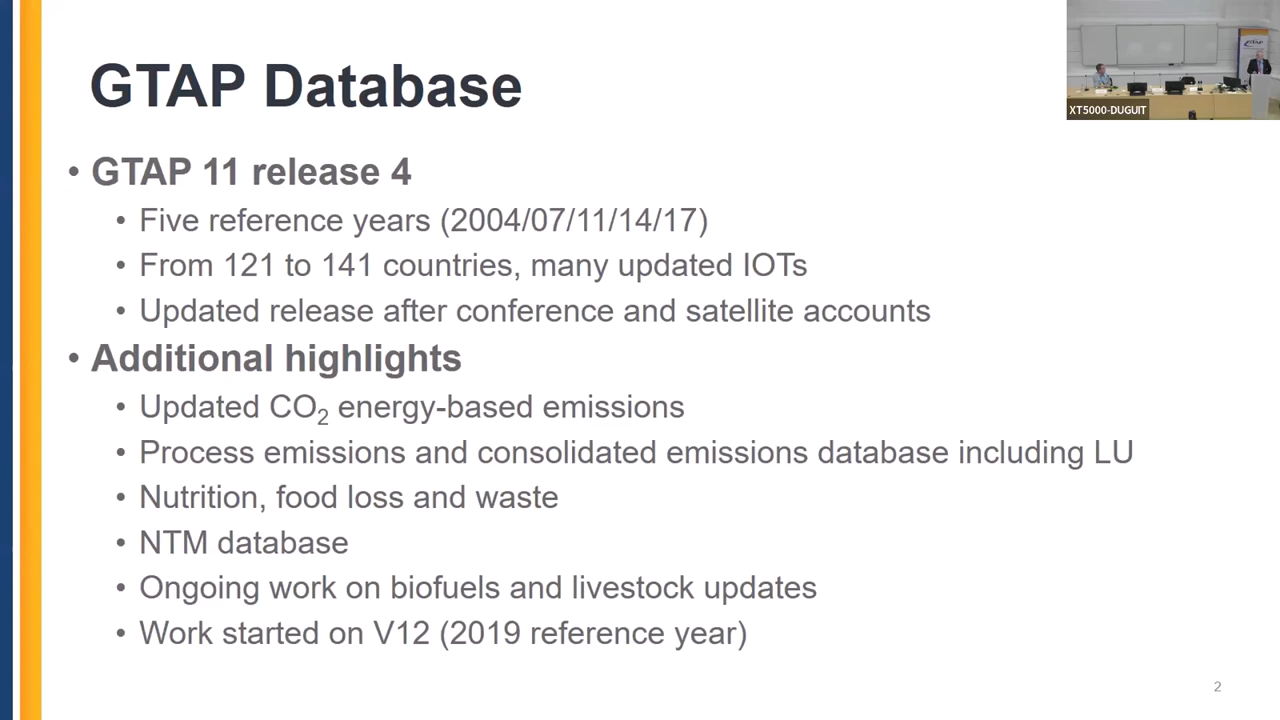 GTAP Database
XT5000-DUGUIT
• GTAP 11 release 4
• Five reference years (2004/07/11/14/17)
• From 121 to 141 countries, many updated IOTs
• Updated release after conference and satellite accounts
• Additional highlights
• Updated CO₂ energy-based emissions
• Process emissions and consolidated emissions database including LU
• Nutrition, food loss and waste
• NTM database
• Ongoing work on biofuels and livestock updates
• Work started on V12 (2019 reference year)
2